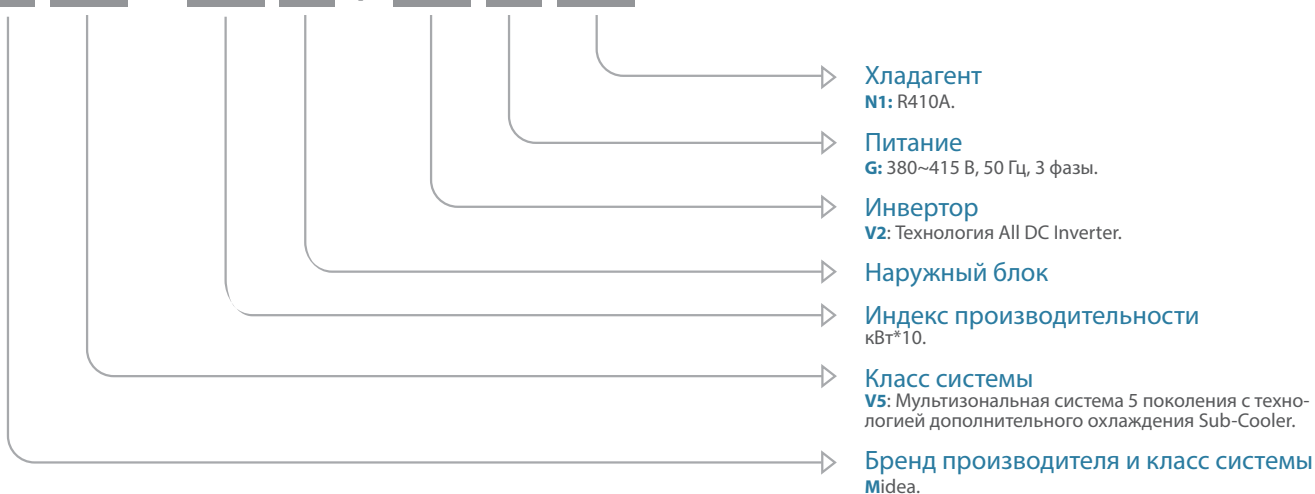 Хладагент
N1: R410A.
Питание
G: 380~415 В, 50 Гц, 3 фазы.
Инвертор
V2: Технология All DC Inverter.
Наружный блок
Индекс производительности
кВт*10.
Класс системы
V5: Мультизональная система 5 поколения с техно-
логией дополнительного охлаждения Sub-Cooler.
Бренд производителя и класс системы
Midea.